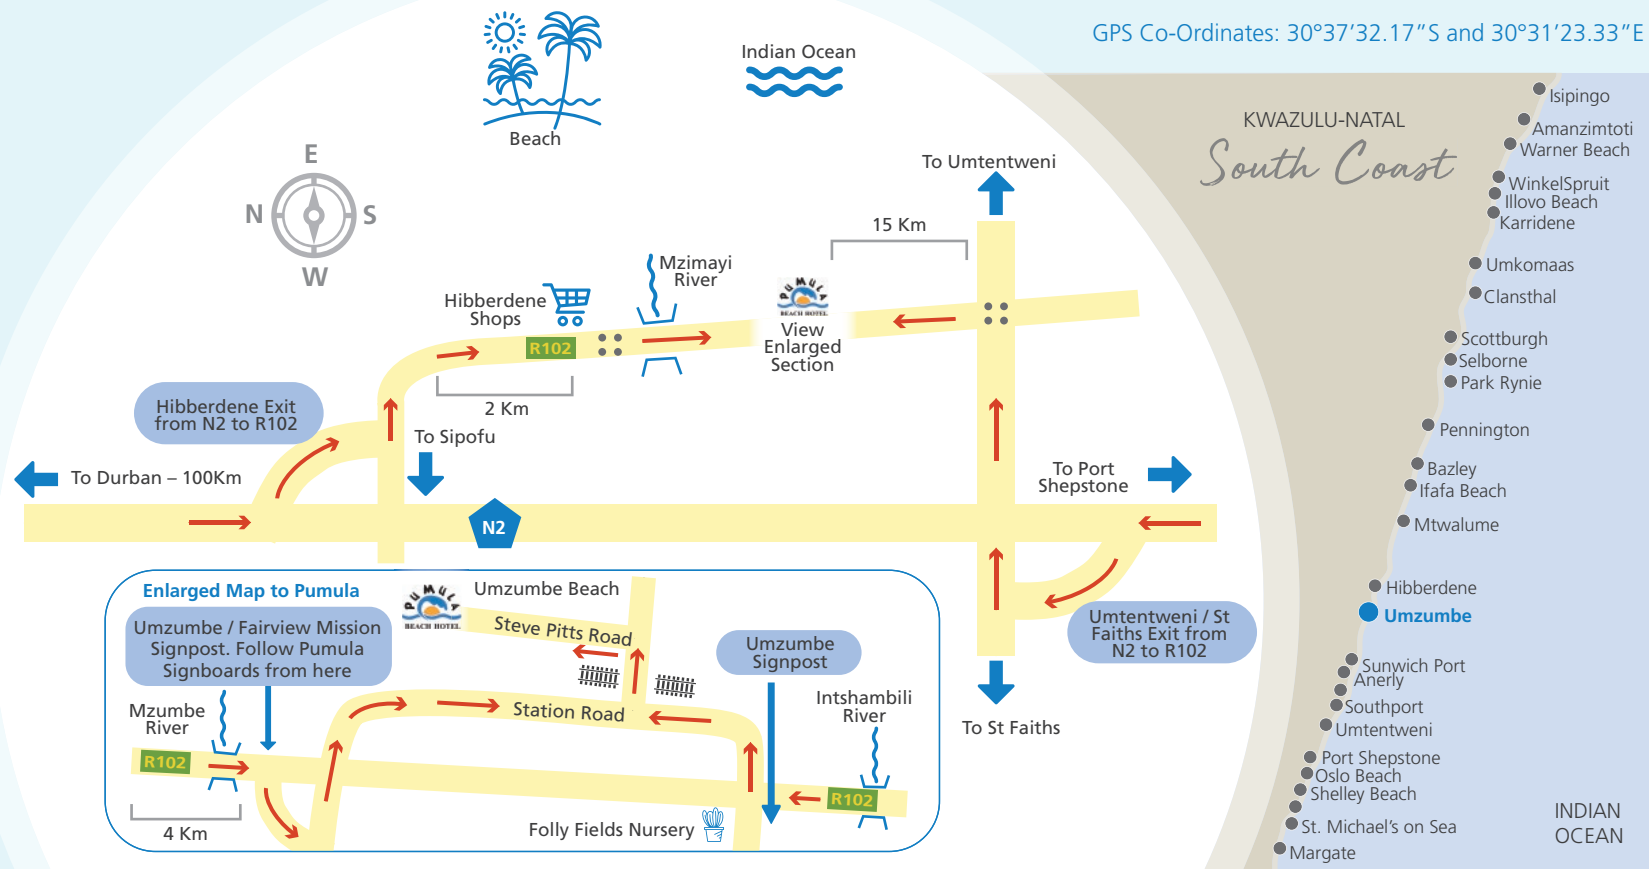 GPS Co-Ordinates: 30°37'32.17"S and 30°31'23.33"E
Beach
Indian Ocean
E
N
S
W
To Umtentweni
15 Km
Mzimayi
River
Hibberdene
Shops
R102
2 Km
PUMULA
BEACH HOTEL
View
Enlarged
Section
Hibberdene Exit
from N2 to R102
To Sipofu
To Durban – 100Km
N2
To Port
Shepstone
Umtentweni / St
Faiths Exit from
N2 to R102
To St Faiths
Enlarged Map to Pumula
Umzumbe / Fairview Mission
Signpost. Follow Pumula
Signboards from here
PUMULA
BEACH HOTEL
Umzumbe Beach
Steve Pitts Road
Umzumbe
Signpost
Mzumbe
River
Station Road
Intshambili
River
R102
R102
4 Km
Folly Fields Nursery
KWAZULU-NATAL
South Coast
Isipingo
Amanzimtoti
Warner Beach
WinkelSpruit
Illovo Beach
Karridene
Umkomaas
Clansthal
Scottburgh
Selborne
Park Rynie
Pennington
Bazley
Ifafa Beach
Mtwalume
Hibberdene
Umzumbe
Sunwich Port
Anerly
Southport
Umtentweni
Port Shepstone
Oslo Beach
Shelley Beach
St. Michael's on Sea
Margate
INDIAN
OCEAN